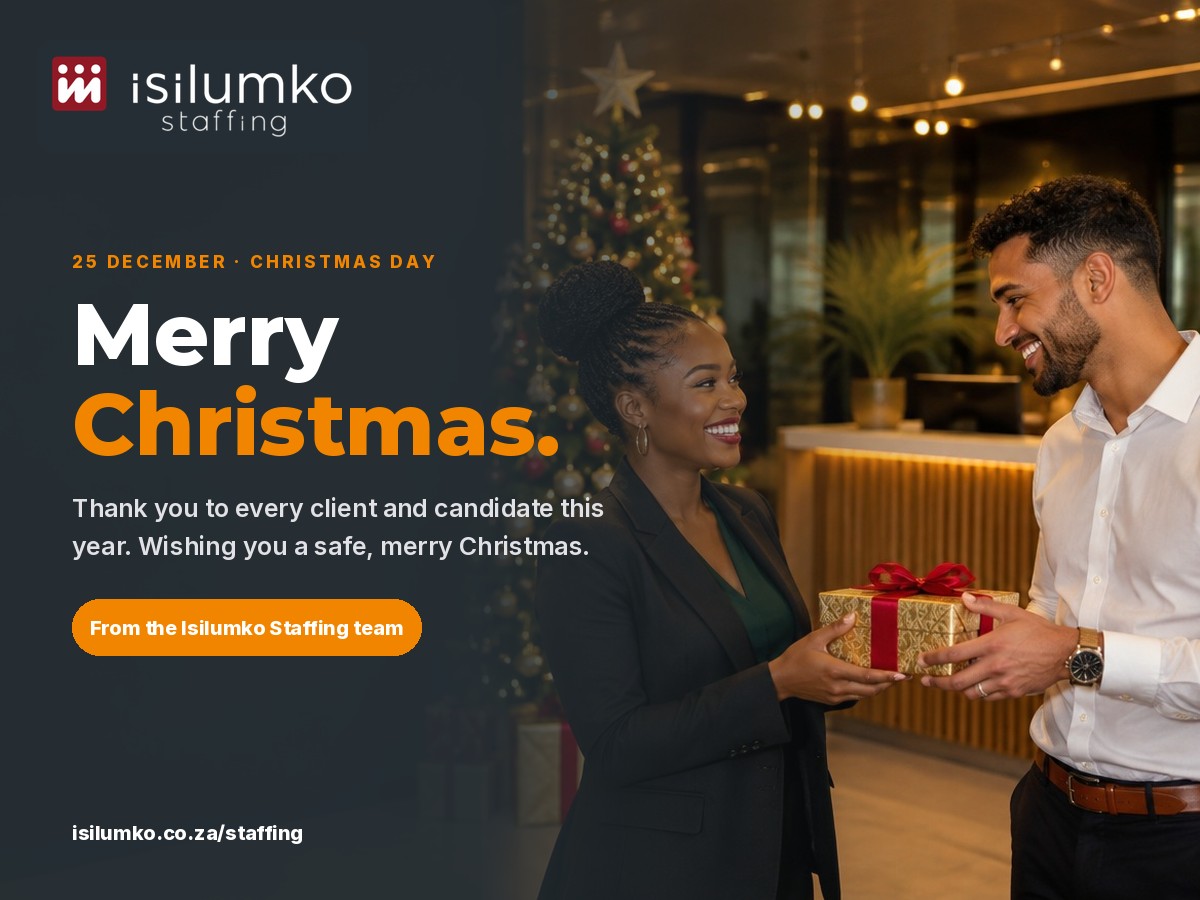 isilumko
staffing
25 DECEMBER · CHRISTMAS DAY
Merry
Christmas.
Thank you to every client and candidate this
year. Wishing you a safe, merry Christmas.
From the Isilumko Staffing team
isilumko.co.za/staffing